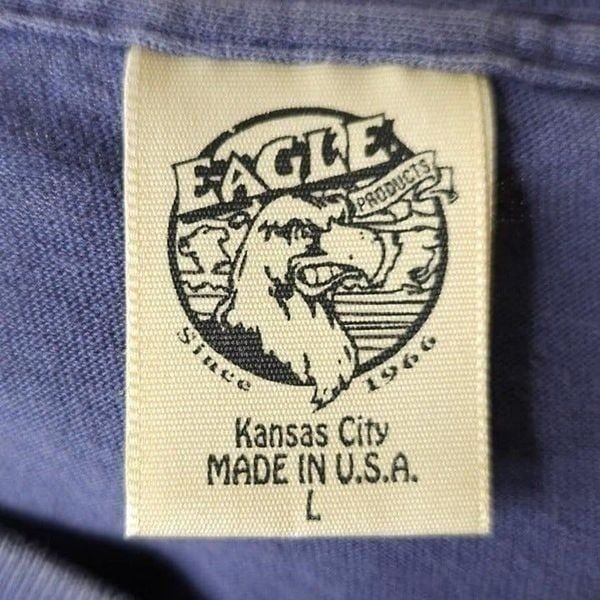 EAGLE
PRODUCTS
Since 1966
Kansas City
MADE IN U.S.A.
L